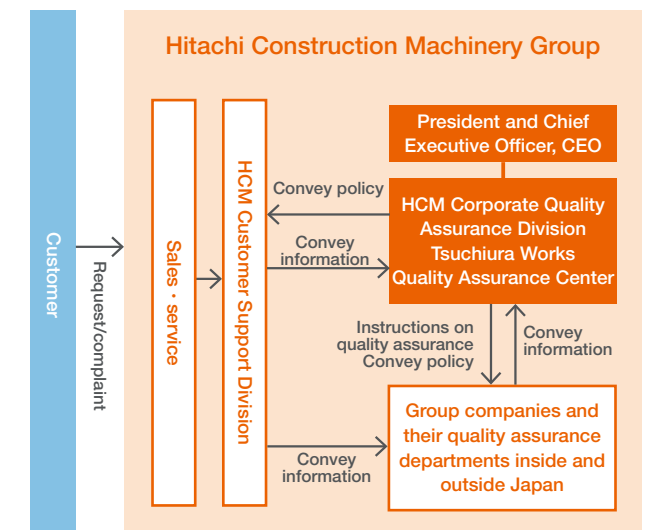 Hitachi Construction Machinery Group
Customer
Request/complaint
Sales・service
HCM Customer Support Division
President and Chief
Executive Officer, CEO
Convey policy
HCM Corporate Quality
Assurance Division
Tsuchiura Works
Quality Assurance Center
Convey
information
Instructions on
quality assurance
Convey policy
Convey
information
Group companies and
their quality assurance
departments inside and
outside Japan
Convey
information